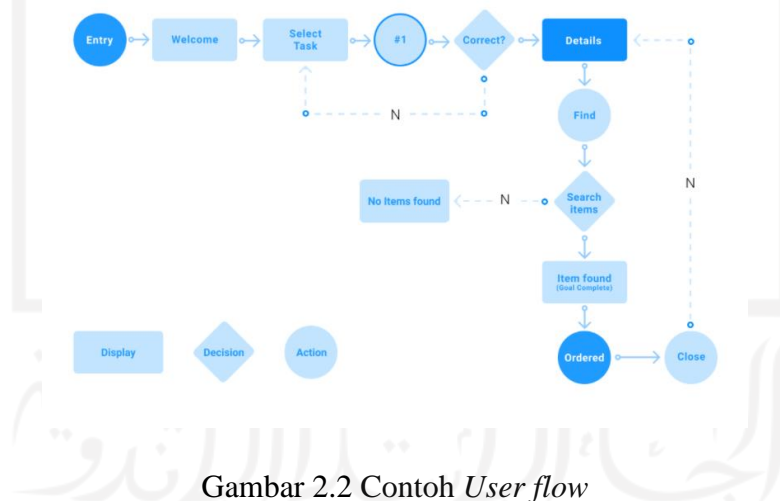 Entry
Welcome
Select
Task
#1
Correct?
Details
N
Find
N
No Items found
N
Search
items
Item found
(Goal Complete)
Display
Decision
Action
Ordered
Close
Gambar 2.2 Contoh User flow